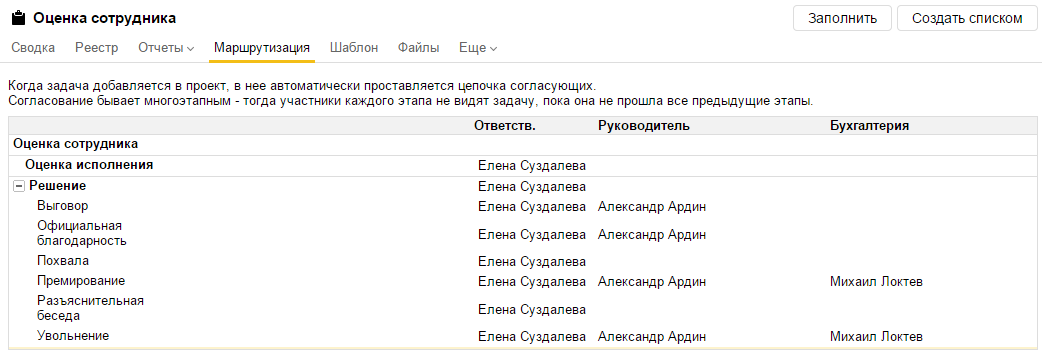 Оценка сотрудника
Заполнить
Создать списком
Сводка Реестр Отчеты Маршрутизация Шаблон Файлы Еще
Когда задача добавляется в проект, в нее автоматически проставляется цепочка согласующих.
Согласование бывает многоэтапным - тогда участники каждого этапа не видят задачу, пока она не прошла все предыдущие этапы.
Ответств. Руководитель Бухгалтерия
Оценка сотрудника
Оценка исполнения Елена Суздалева
Решение Елена Суздалева
Выговор Елена Суздалева Александр Ардин
Официальная
благодарность Елена Суздалева Александр Ардин
Похвала Елена Суздалева
Премирование Елена Суздалева Александр Ардин Михаил Локтев
Разъяснительная
беседа Елена Суздалева
Увольнение Елена Суздалева Александр Ардин Михаил Локтев